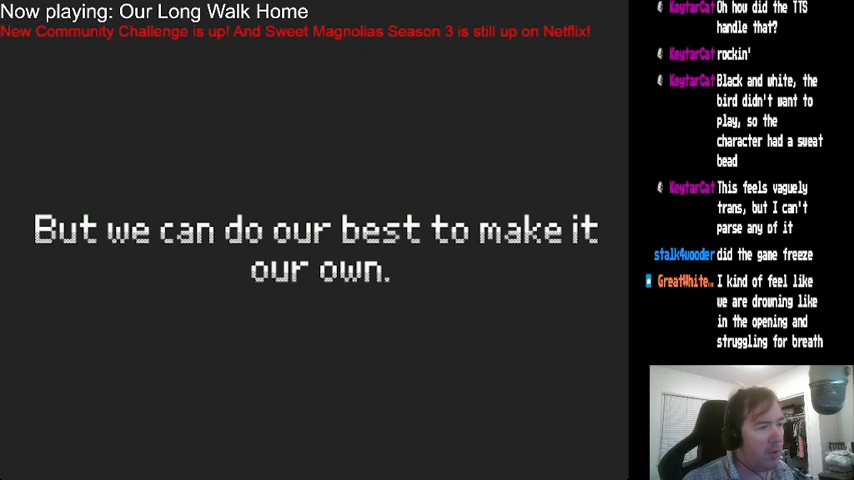 Now playing: Our Long Walk Home
New Community Challenge is up! And Sweet Magnolias Season 3 is still up on Netflix!
But we can do our best to make it
our own.
KeytarCat Oh how did the TTS
handle that?
KeytarCat rockin'
KeytarCat Black and white, the
bird didn't want to
play, so the
character had a sweat
bead
KeytarCat This feels vaguely
trans, but I can't
parse any of it
stalk4wooder did the game freeze
GreatWhite.. I kind of feel like
we are drowning like
in the opening and
struggling for breath